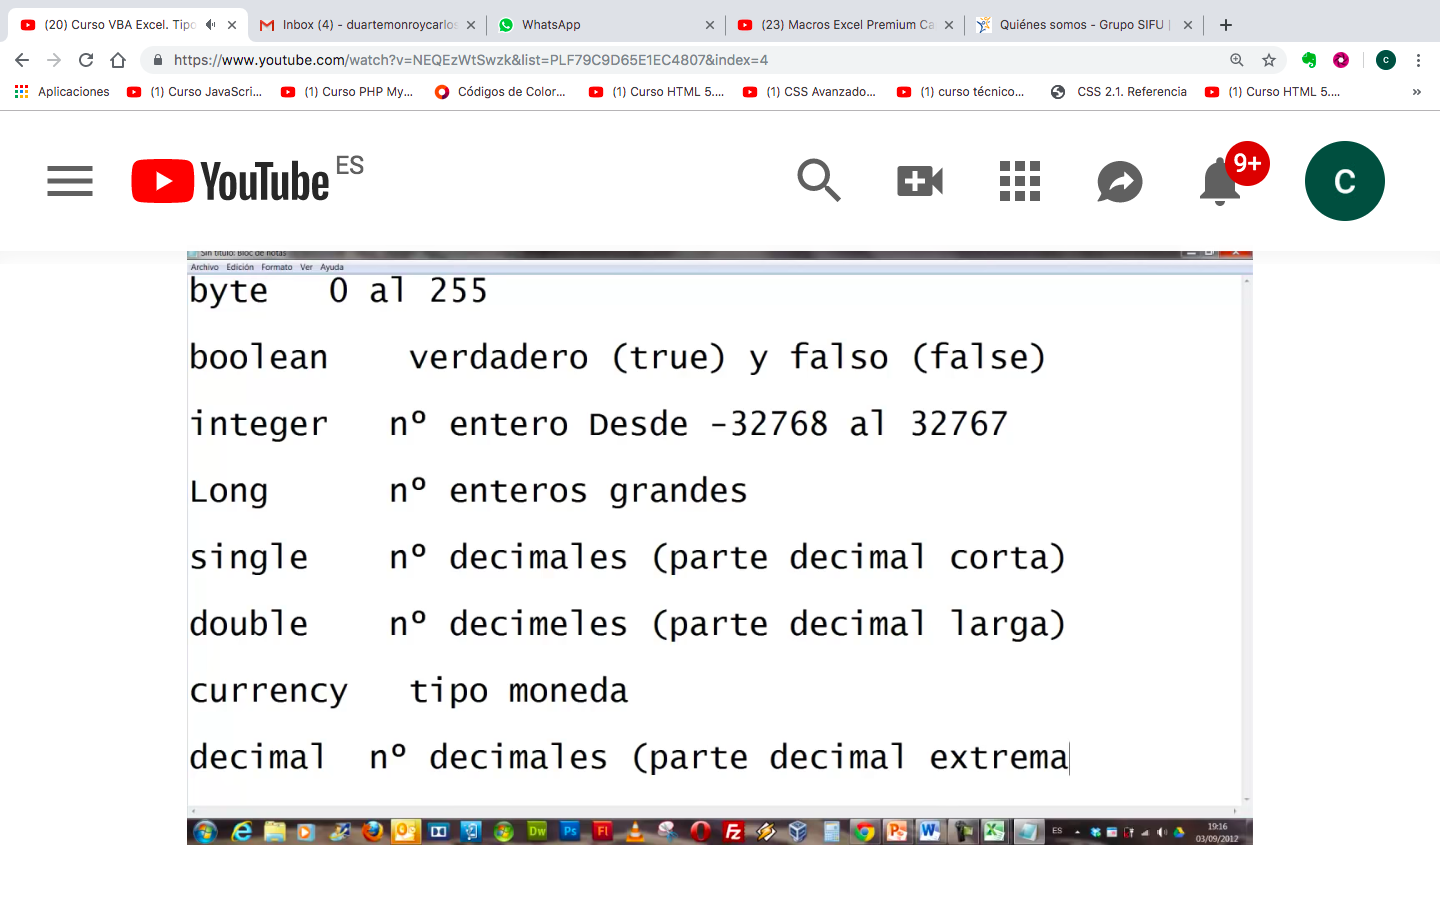 (20) Curso VBA Excel. Tipo
Inbox (4) - duartemonroycarlos
WhatsApp
(23) Macros Excel Premium Ca
Quiénes somos - Grupo SIFU |
https://www.youtube.com/watch?v=NEQEzWtSwzk&list=PLF79C9D65E1EC4807&index=4
C
Aplicaciones
(1) Curso JavaScri...
(1) Curso PHP My...
Códigos de Color...
(1) Curso HTML 5....
(1) CSS Avanzado...
(1) curso técnico...
CSS 2.1. Referencia
(1) Curso HTML 5....
»
YouTube ES
9+
C
Sin título: Bloc de notas
Archivo Edición Formato Ver Ayuda
byte 0 al 255
boolean verdadero (true) y falso (false)
integer nº entero Desde -32768 al 32767
Long nº enteros grandes
single nº decimales (parte decimal corta)
double nº decimeles (parte decimal larga)
currency tipo moneda
decimal nº decimales (parte decimal extrema
Dw Ps Fl Fz
ES
19:16
03/09/2012